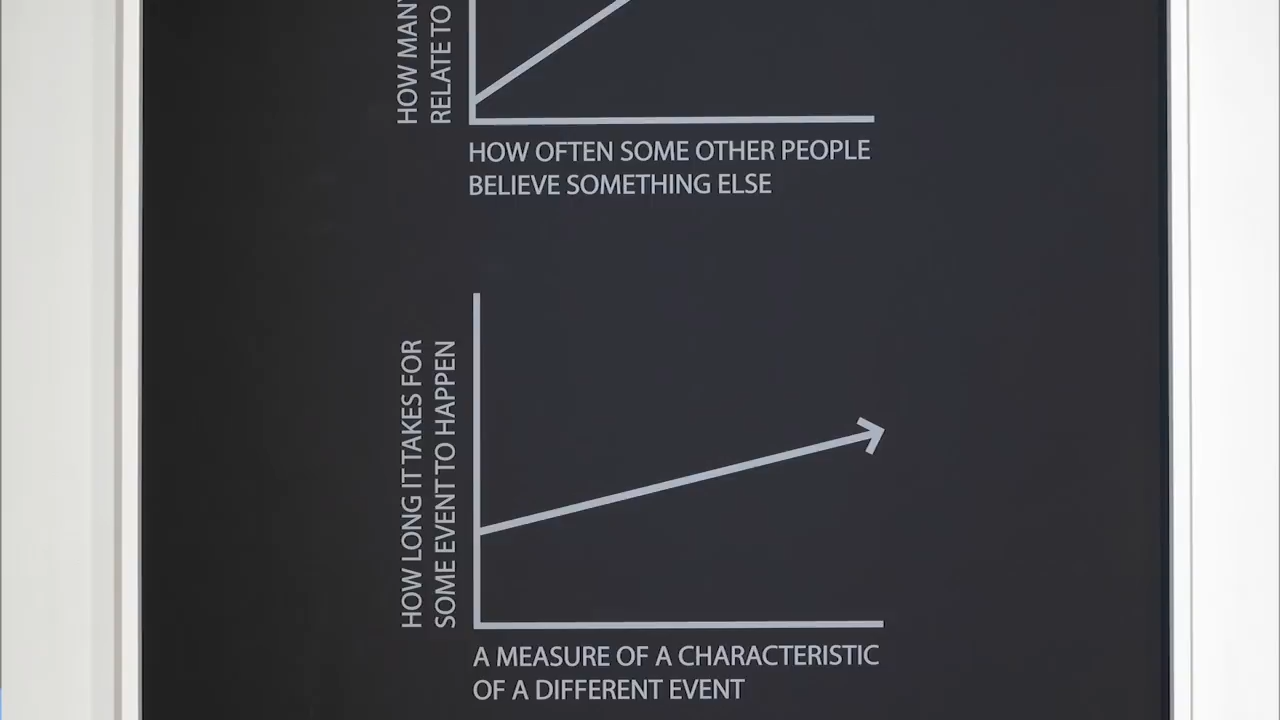 HOW MANY
RELATE TO
HOW OFTEN SOME OTHER PEOPLE
BELIEVE SOMETHING ELSE
HOW LONG IT TAKES FOR
SOME EVENT TO HAPPEN
A MEASURE OF A CHARACTERISTIC
OF A DIFFERENT EVENT